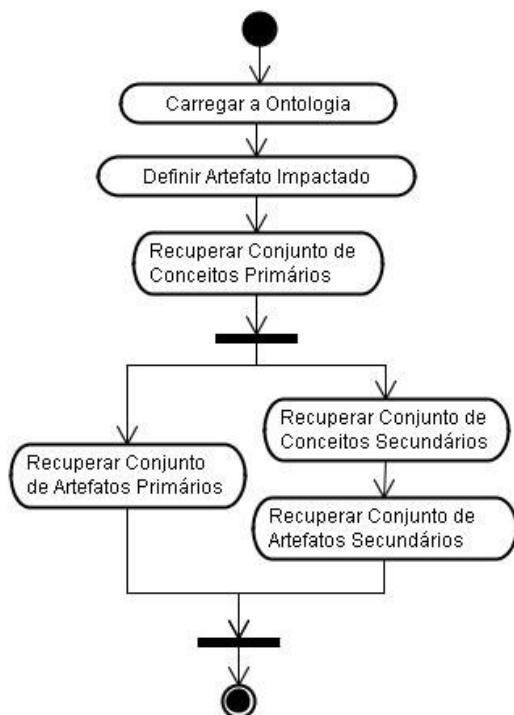 Carregar a Ontologia
Definir Artefato Impactado
Recuperar Conjunto de
Conceitos Primários
Recuperar Conjunto
de Artefatos Primários
Recuperar Conjunto de
Conceitos Secundários
Recuperar Conjunto de
Artefatos Secundários